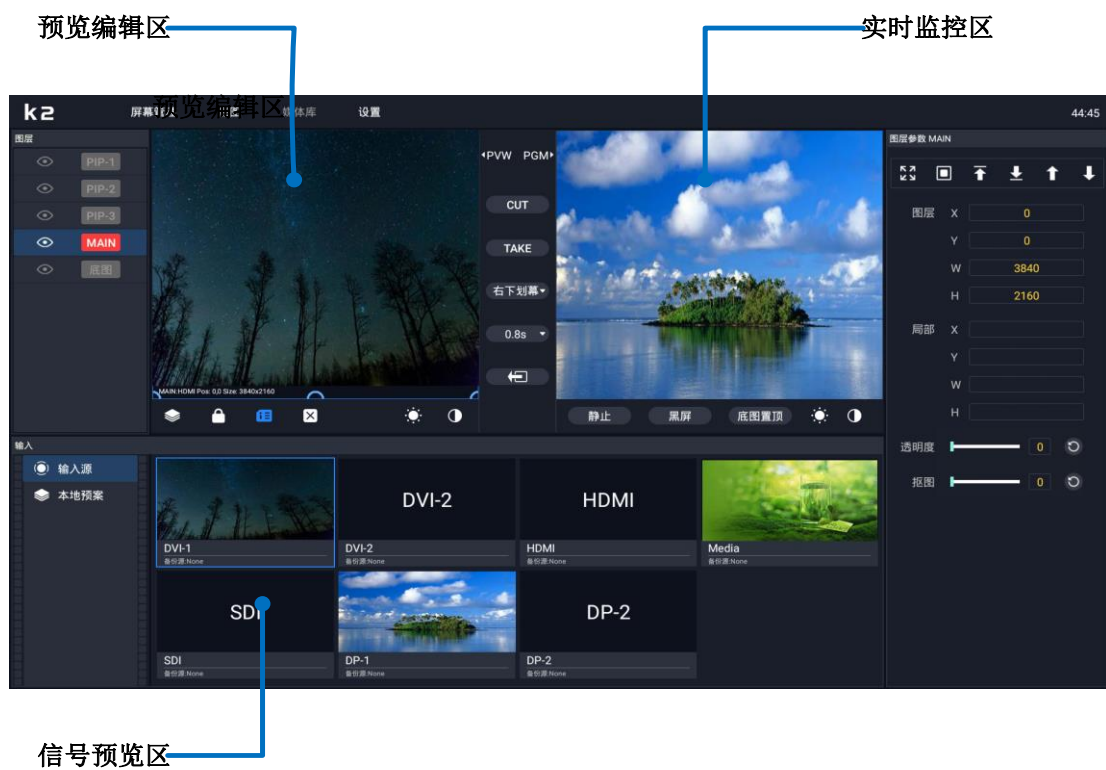 预览编辑区
实时监控区
k2
预览编辑区
设置
44:45
图层
PIP-1
PIP-2
PIP-3
MAIN
底图
MAIN:HDMI Pos: 0,0 Size: 3840x2160
PVW PGM
CUT
TAKE
右下划幕
0.8s
静止 黑屏 底图置顶
图层参数 MAIN
图层 X 0
Y 0
W 3840
H 2160
局部 X
Y
W
H
透明度 0
抠图 0
输入
输入源
本地预案
DVI-2 HDMI
DVI-1 DVI-2 HDMI Media
备份源:None 备份源:None 备份源:None 备份源:None
SDI DP-2
SDI DP-1 DP-2
备份源:None 备份源:None 备份源:None
信号预览区